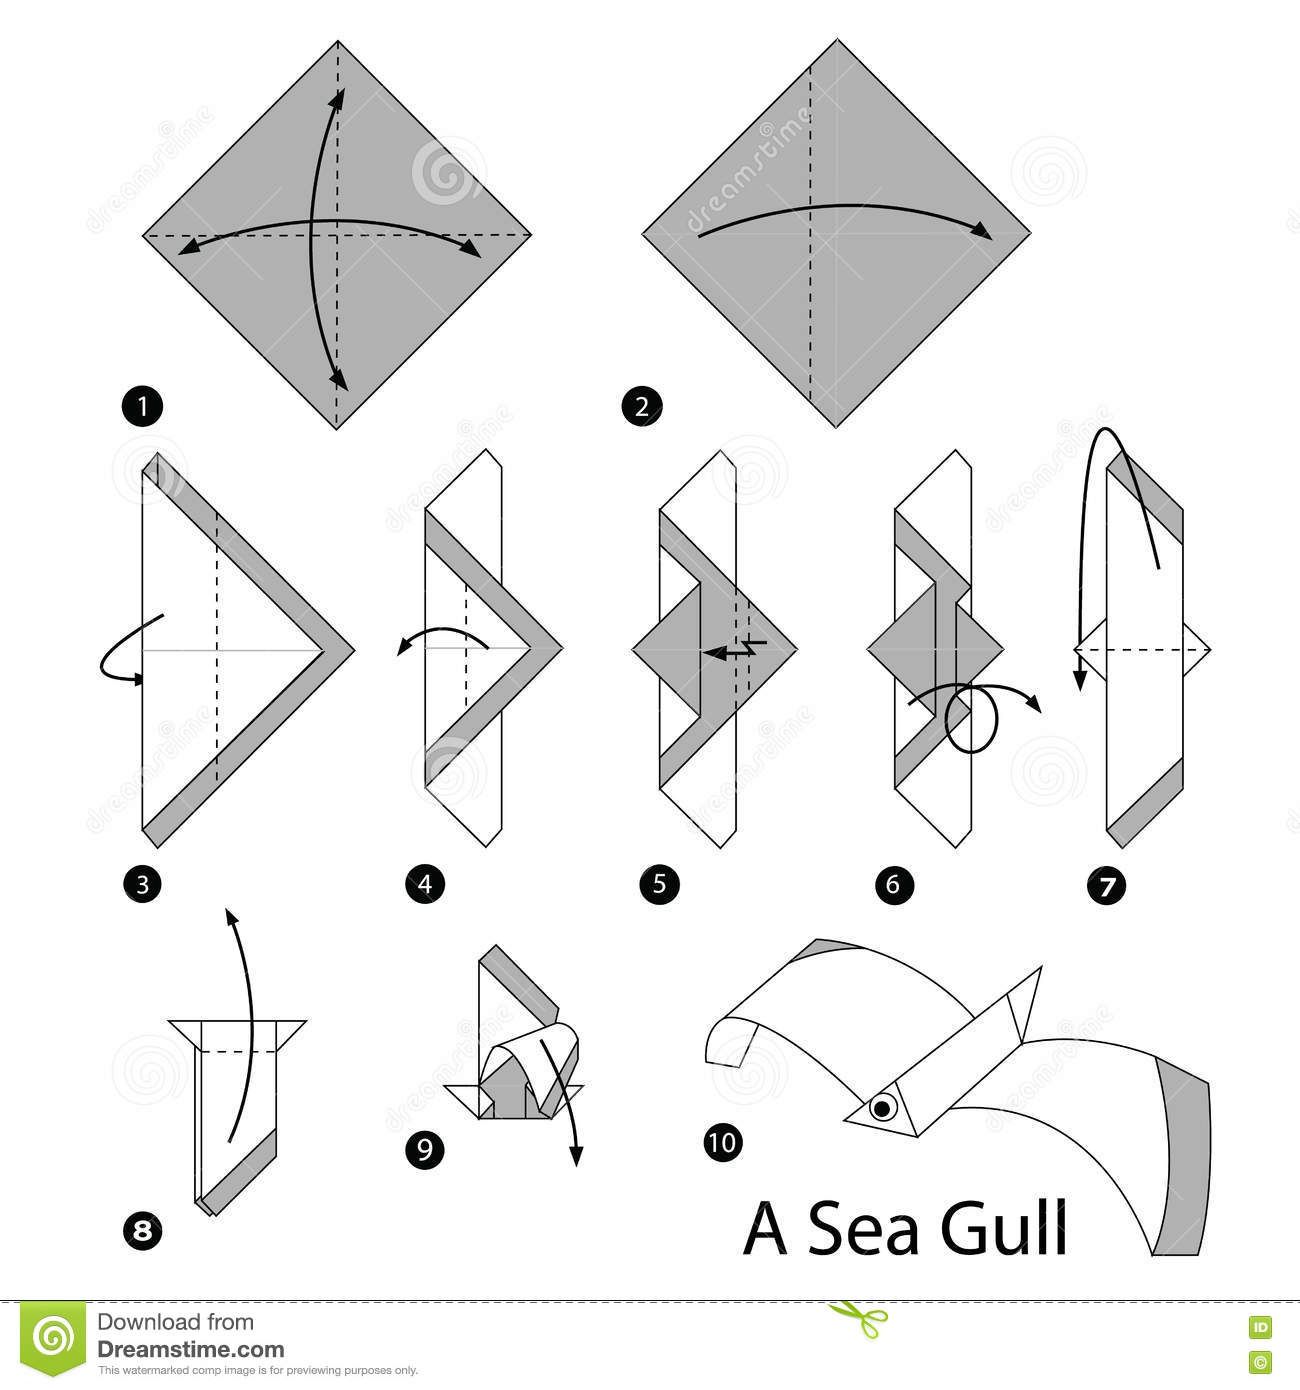 1
2
3
4
5
6
7
8
9
10
A Sea Gull
dreamstime
Download from
Dreamstime.com
This watermarked comp image is for previewing purposes only.
ID
©